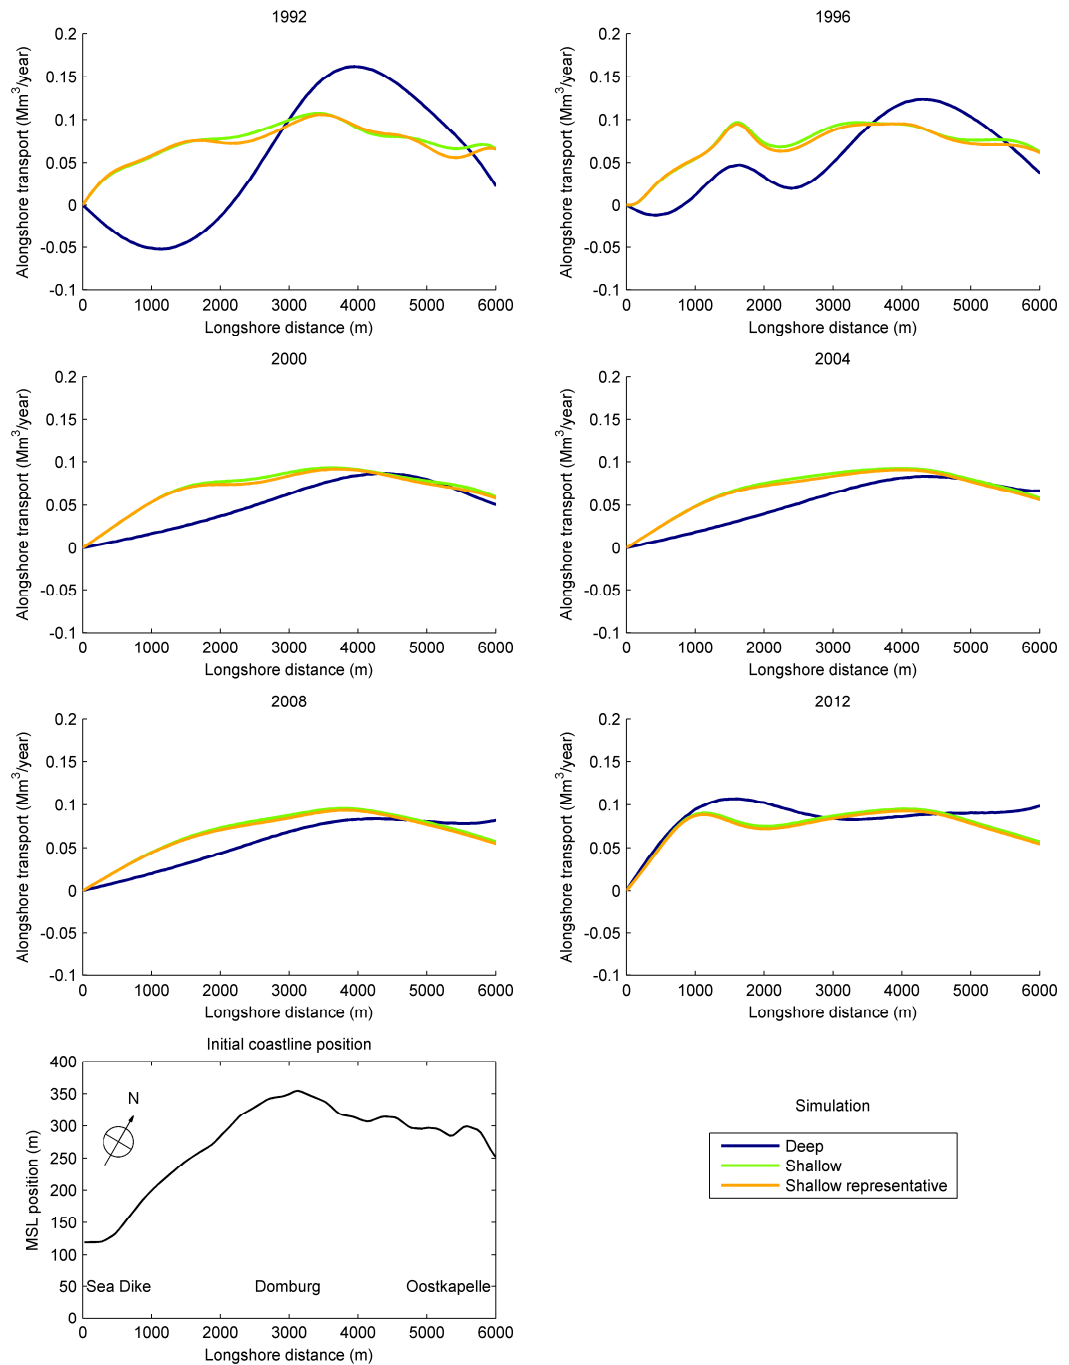 1992
0.2
0.15
0.1
0.05
0
-0.05
-0.1
Alongshore transport (Mm3/year)
0 1000 2000 3000 4000 5000 6000
Longshore distance (m)
1996
0.2
0.15
0.1
0.05
0
-0.05
-0.1
Alongshore transport (Mm3/year)
0 1000 2000 3000 4000 5000 6000
Longshore distance (m)
2000
0.2
0.15
0.1
0.05
0
-0.05
-0.1
Alongshore transport (Mm3/year)
0 1000 2000 3000 4000 5000 6000
Longshore distance (m)
2004
0.2
0.15
0.1
0.05
0
-0.05
-0.1
Alongshore transport (Mm3/year)
0 1000 2000 3000 4000 5000 6000
Longshore distance (m)
2008
0.2
0.15
0.1
0.05
0
-0.05
-0.1
Alongshore transport (Mm3/year)
0 1000 2000 3000 4000 5000 6000
Longshore distance (m)
2012
0.2
0.15
0.1
0.05
0
-0.05
-0.1
Alongshore transport (Mm3/year)
0 1000 2000 3000 4000 5000 6000
Longshore distance (m)
Initial coastline position
400
350
300
250
200
150
100
50
0
MSL position (m)
N
Sea Dike Domburg Oostkapelle
0 1000 2000 3000 4000 5000 6000
Longshore distance (m)
Simulation
Deep
Shallow
Shallow representative